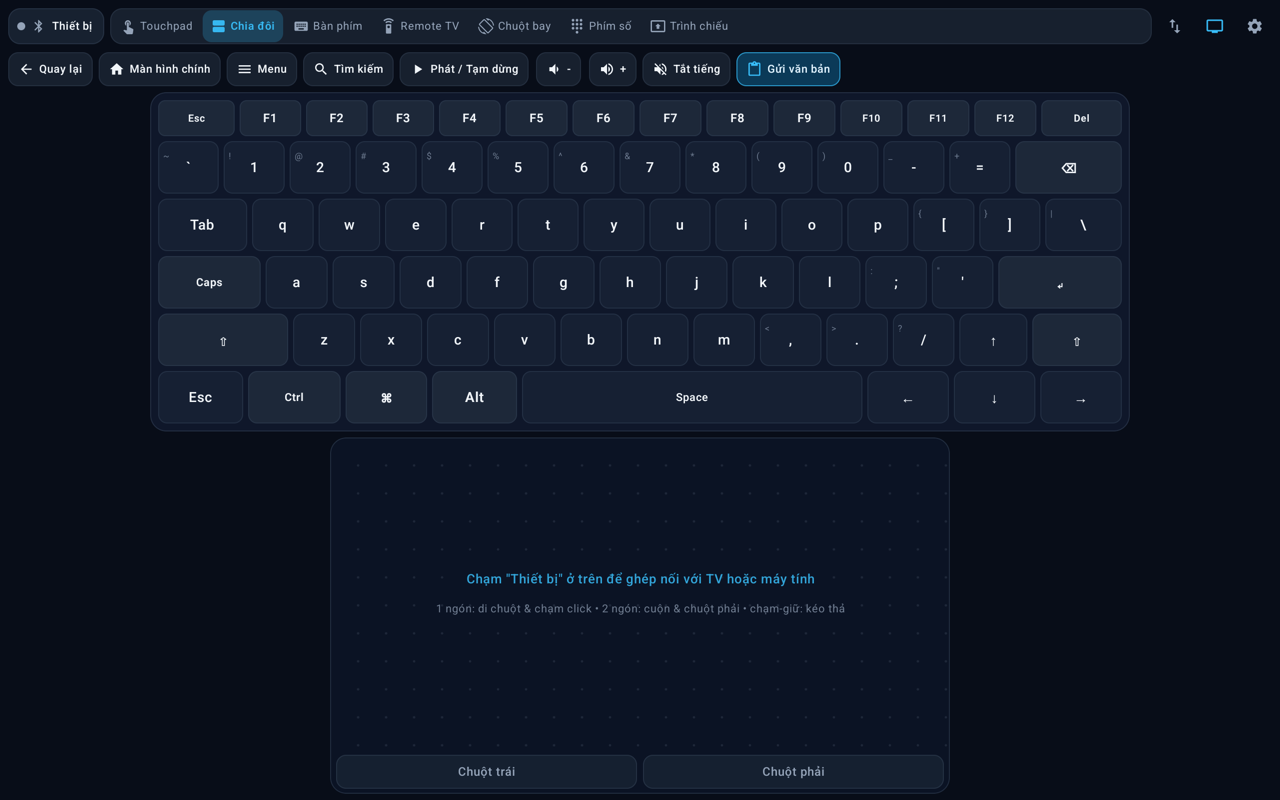 Thiết bị Touchpad Chia đôi Bàn phím Remote TV Chuột bay Phím số Trình chiếu
Quay lại Màn hình chính Menu Tìm kiếm Phát / Tạm dừng - + Tắt tiếng Gửi văn bản
Esc F1 F2 F3 F4 F5 F6 F7 F8 F9 F10 F11 F12 Del
~ ` ! 1 @ 2 # 3 $ 4 % 5 ^ 6 & 7 * 8 ( 9 ) 0 _ - + = ⌫
Tab q w e r t y u i o p { [ } ] | \
Caps a s d f g h j k l : ; " ' ↵
⇧ z x c v b n m < , > . ? / ↑ ⇧
Esc Ctrl ⌘ Alt Space ← ↓ →
Chạm "Thiết bị" ở trên để ghép nối với TV hoặc máy tính
1 ngón: di chuột & chạm click • 2 ngón: cuộn & chuột phải • chạm-giữ: kéo thả
Chuột trái Chuột phải